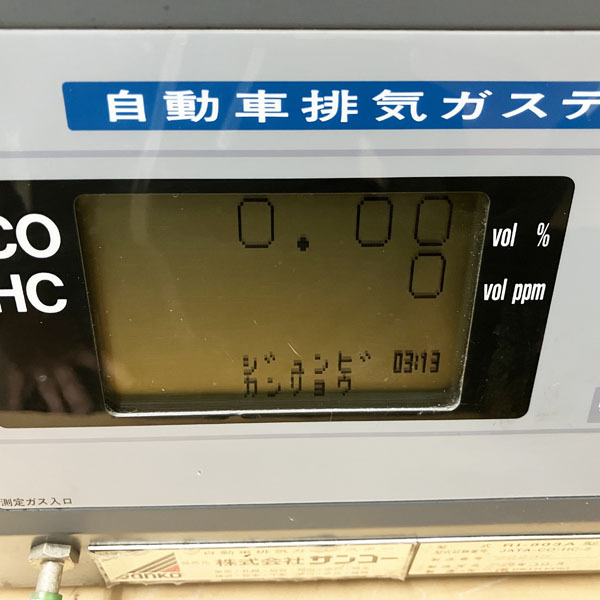 自動車排気ガステ
CO 0.00 vol %
HC 0 vol ppm
ジュンビ 03:13
カンリョウ
測定ガス入口
自動車排気ガス
株式会社サンコー
sanko